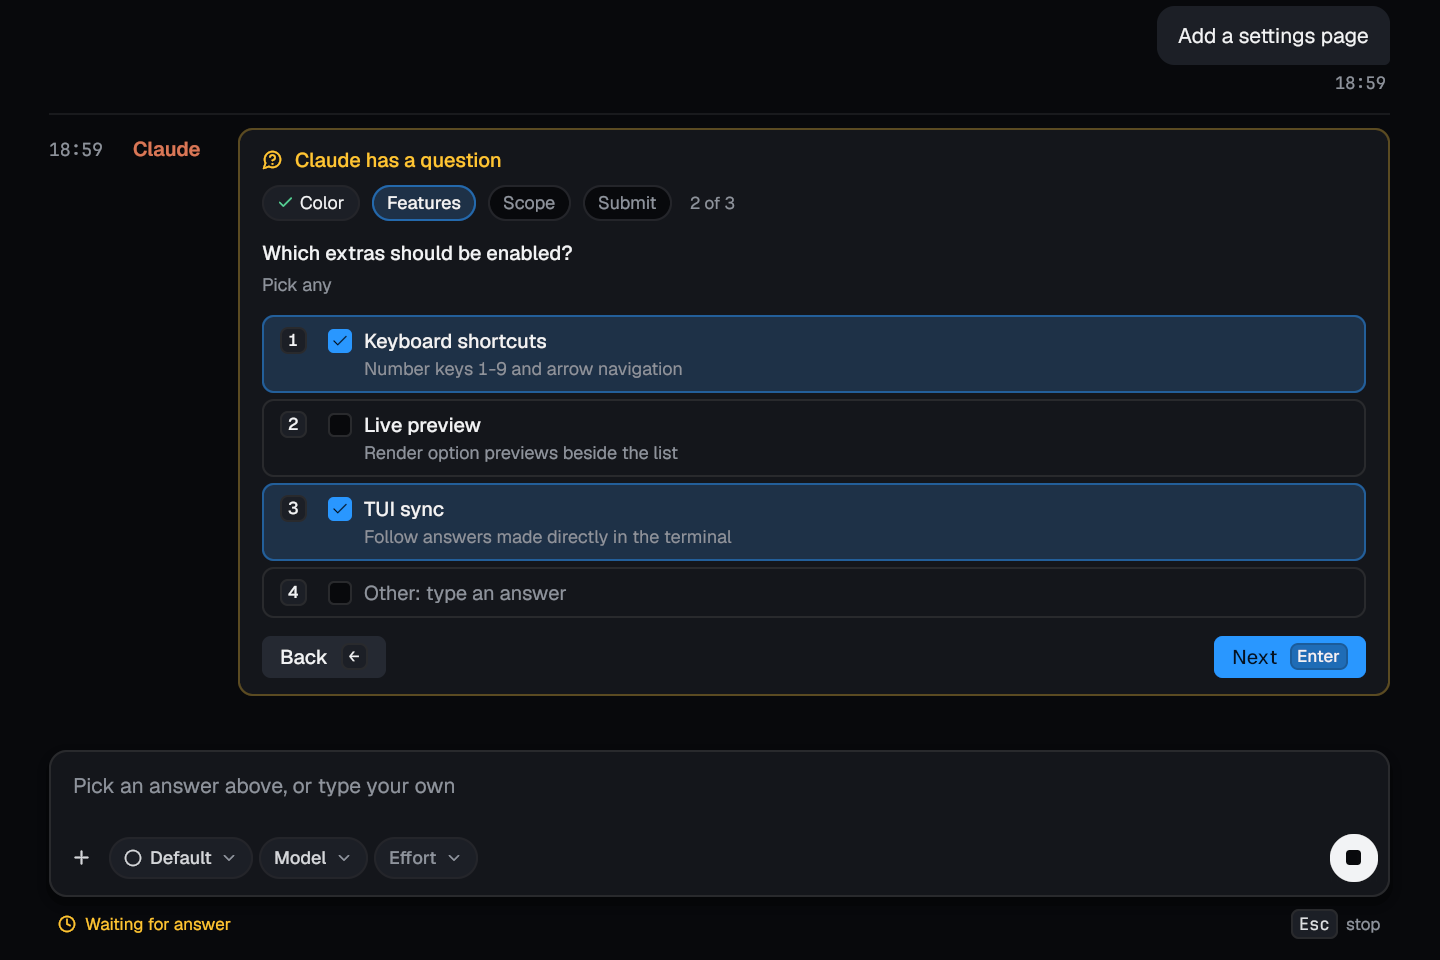 Add a settings page
18:59
18:59 Claude
Claude has a question
Color Features Scope Submit 2 of 3
Which extras should be enabled?
Pick any
1 Keyboard shortcuts
Number keys 1-9 and arrow navigation
2 Live preview
Render option previews beside the list
3 TUI sync
Follow answers made directly in the terminal
4 Other: type an answer
Back ← Next Enter
Pick an answer above, or type your own
+ Default Model Effort
Waiting for answer Esc stop